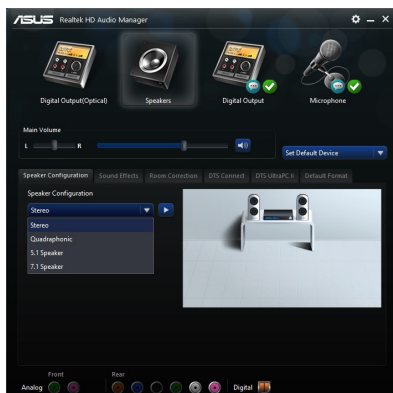 ASUS Realtek HD Audio Manager
Digital Output(Optical)
Speakers
Digital Output
Microphone
Main Volume
L
R
Set Default Device
Speaker Configuration
Sound Effects
Room Correction
DTS Connect
DTS UltraPC II
Default Format
Speaker Configuration
Stereo
Stereo
Quadraphonic
5.1 Speaker
7.1 Speaker
Front
Rear
Analog
Digital